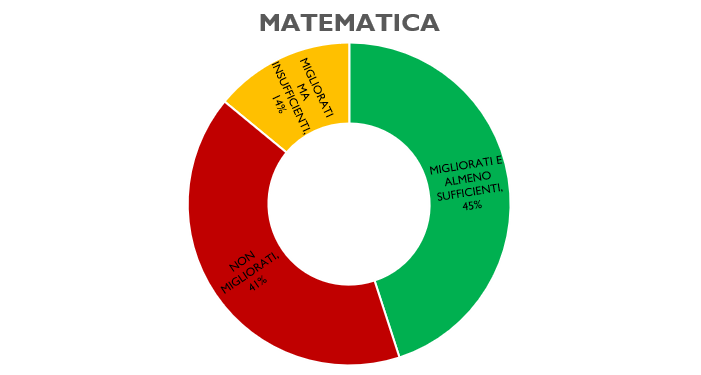 MATEMATICA
MIGLIORATI
MA
INSUFFICIENTI,
14%
MIGLIORATI E
ALMENO
SUFFICIENTI,
45%
NON
MIGLIORATI,
41%